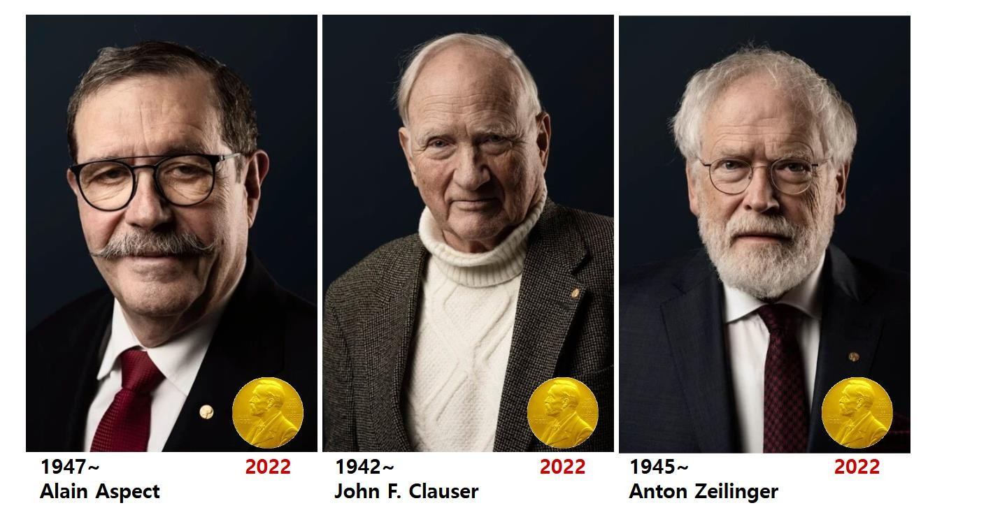 1947~ 2022
Alain Aspect
1942~ 2022
John F. Clauser
1945~ 2022
Anton Zeilinger